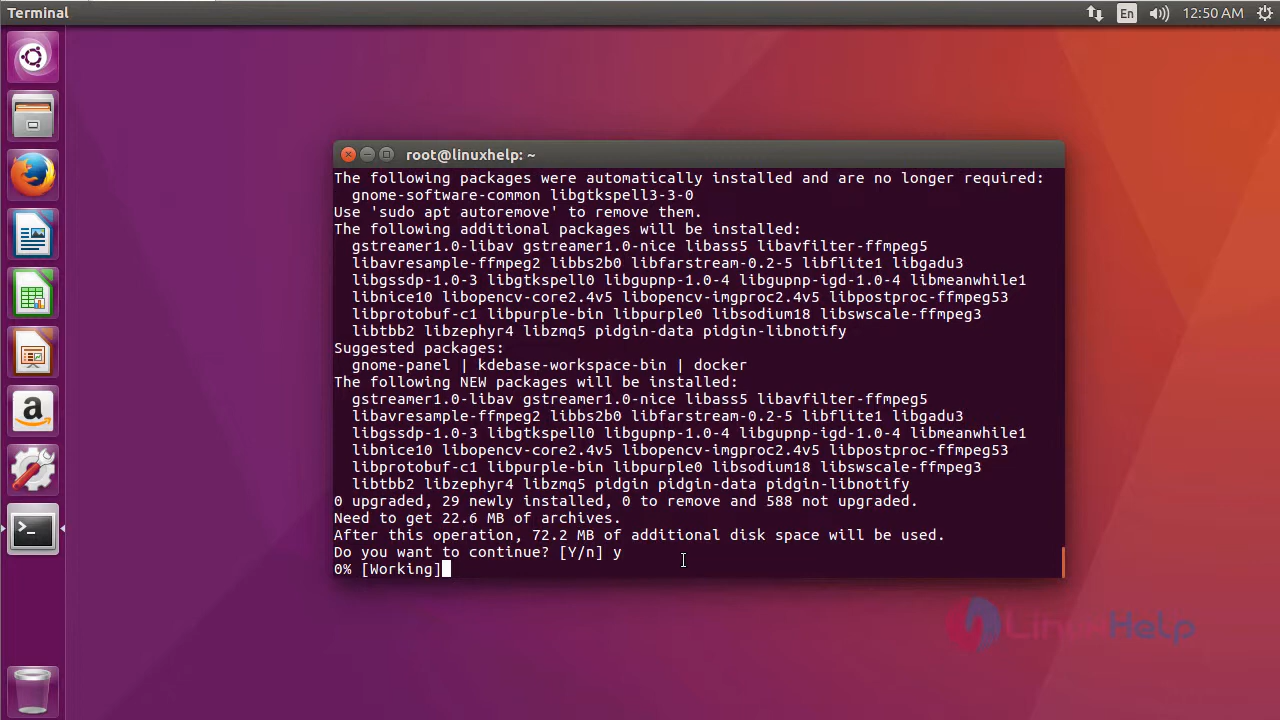 Terminal
En
12:50 AM
root@linuxhelp: ~
The following packages were automatically installed and are no longer required:
  gnome-software-common libgtkspell3-3-0
Use 'sudo apt autoremove' to remove them.
The following additional packages will be installed:
  gstreamer1.0-libav gstreamer1.0-nice libass5 libavfilter-ffmpeg5
  libavresample-ffmpeg2 libbs2b0 libfarstream-0.2-5 libflite1 libgadu3
  libgssdp-1.0-3 libgtkspell0 libgupnp-1.0-4 libgupnp-igd-1.0-4 libmeanwhile1
  libnice10 libopencv-core2.4v5 libopencv-imgproc2.4v5 libpostproc-ffmpeg53
  libprotobuf-c1 libpurple-bin libpurple0 libsodium18 libswscale-ffmpeg3
  libtbb2 libzephyr4 libzmq5 pidgin-data pidgin-libnotify
Suggested packages:
  gnome-panel | kdebase-workspace-bin | docker
The following NEW packages will be installed:
  gstreamer1.0-libav gstreamer1.0-nice libass5 libavfilter-ffmpeg5
  libavresample-ffmpeg2 libbs2b0 libfarstream-0.2-5 libflite1 libgadu3
  libgssdp-1.0-3 libgtkspell0 libgupnp-1.0-4 libgupnp-igd-1.0-4 libmeanwhile1
  libnice10 libopencv-core2.4v5 libopencv-imgproc2.4v5 libpostproc-ffmpeg53
  libprotobuf-c1 libpurple-bin libpurple0 libsodium18 libswscale-ffmpeg3
  libtbb2 libzephyr4 libzmq5 pidgin pidgin-data pidgin-libnotify
0 upgraded, 29 newly installed, 0 to remove and 588 not upgraded.
Need to get 22.6 MB of archives.
After this operation, 72.2 MB of additional disk space will be used.
Do you want to continue? [Y/n] y
0% [Working]
LinuxHelp